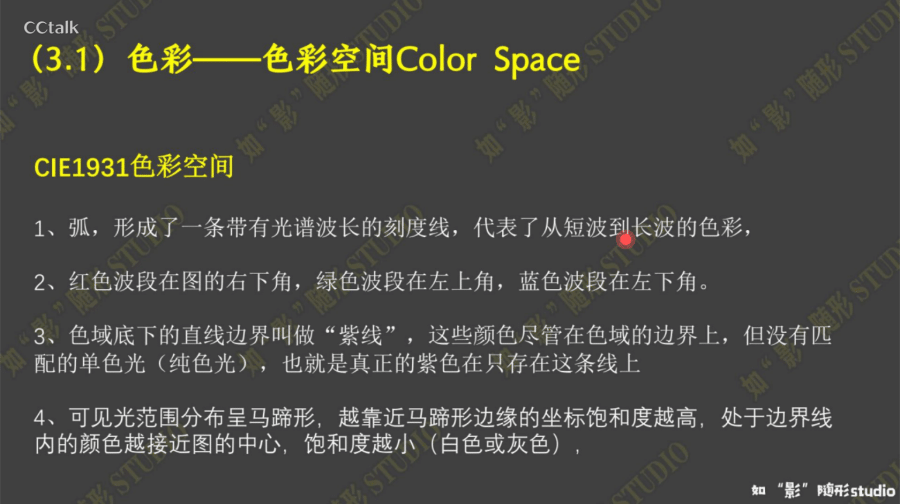 CCtalk
（3.1）色彩——色彩空间Color Space
CIE1931色彩空间
1、弧，形成了一条带有光谱波长的刻度线，代表了从短波到长波的色彩，
2、红色波段在图的右下角，绿色波段在左上角，蓝色波段在左下角。
3、色域底下的直线边界叫做“紫线”，这些颜色尽管在色域的边界上，但没有匹
配的单色光（纯色光），也就是真正的紫色在只存在这条线上
4、可见光范围分布呈马蹄形，越靠近马蹄形边缘的坐标饱和度越高，处于边界线
内的颜色越接近图的中心，饱和度越小（白色或灰色），
如“影”随形studio
如“影”随形 STUDIO